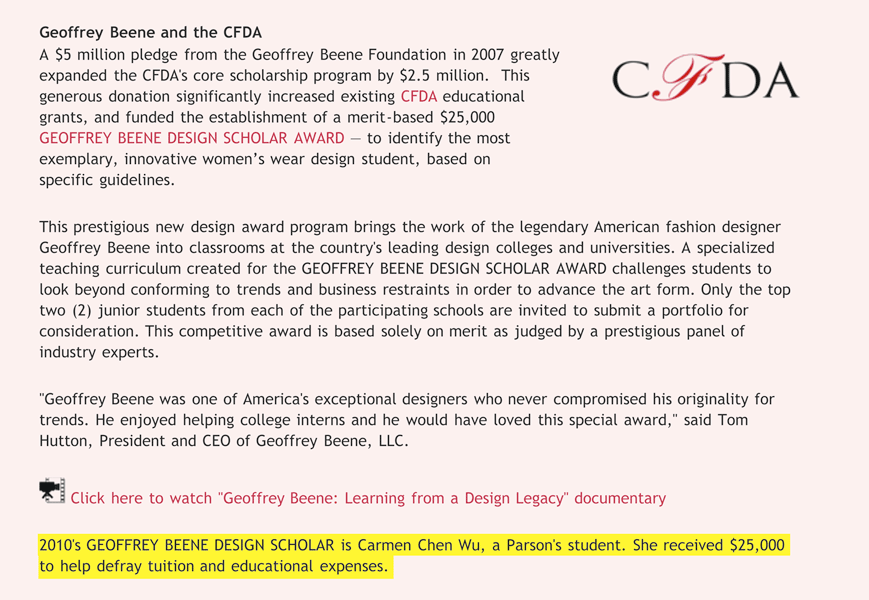 Geoffrey Beene and the CFDA
A $5 million pledge from the Geoffrey Beene Foundation in 2007 greatly
expanded the CFDA's core scholarship program by $2.5 million.  This
generous donation significantly increased existing CFDA educational
grants, and funded the establishment of a merit-based $25,000
GEOFFREY BEENE DESIGN SCHOLAR AWARD — to identify the most
exemplary, innovative women’s wear design student, based on
specific guidelines.
CFDA
This prestigious new design award program brings the work of the legendary American fashion designer
Geoffrey Beene into classrooms at the country's leading design colleges and universities. A specialized
teaching curriculum created for the GEOFFREY BEENE DESIGN SCHOLAR AWARD challenges students to
look beyond conforming to trends and business restraints in order to advance the art form. Only the top
two (2) junior students from each of the participating schools are invited to submit a portfolio for
consideration. This competitive award is based solely on merit as judged by a prestigious panel of
industry experts.
"Geoffrey Beene was one of America's exceptional designers who never compromised his originality for
trends. He enjoyed helping college interns and he would have loved this special award," said Tom
Hutton, President and CEO of Geoffrey Beene, LLC.
Click here to watch "Geoffrey Beene: Learning from a Design Legacy" documentary
2010's GEOFFREY BEENE DESIGN SCHOLAR is Carmen Chen Wu, a Parson's student. She received $25,000
to help defray tuition and educational expenses.